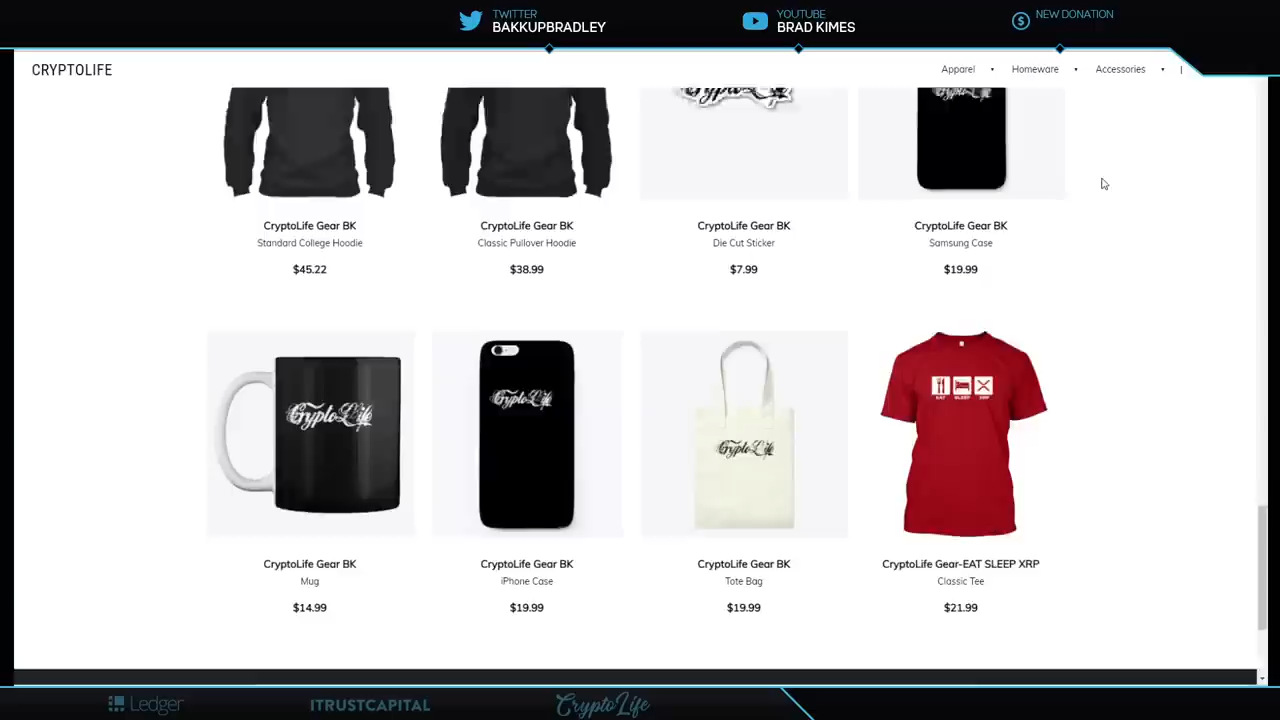 TWITTER
BAKKUPBRADLEY
YOUTUBE
BRAD KIMES
NEW DONATION
CRYPTOLIFE
Apparel
Homeware
Accessories
CryptoLife Gear BK
Standard College Hoodie
$45.22
CryptoLife Gear BK
Classic Pullover Hoodie
$38.99
CryptoLife Gear BK
Die Cut Sticker
$7.99
CryptoLife Gear BK
Samsung Case
$19.99
CryptoLife
CryptoLife
CryptoLife
EAT SLEEP XRP
CryptoLife Gear BK
Mug
$14.99
CryptoLife Gear BK
iPhone Case
$19.99
CryptoLife Gear BK
Tote Bag
$19.99
CryptoLife Gear-EAT SLEEP XRP
Classic Tee
$21.99
Ledger
ITRUSTCAPITAL
CryptoLife